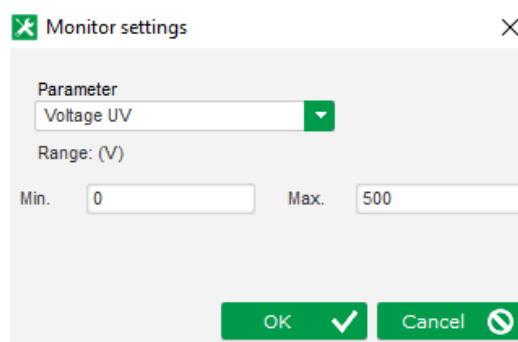 Monitor settings
Parameter
Voltage UV
Range: (V)
Min. 0 Max. 500
OK Cancel